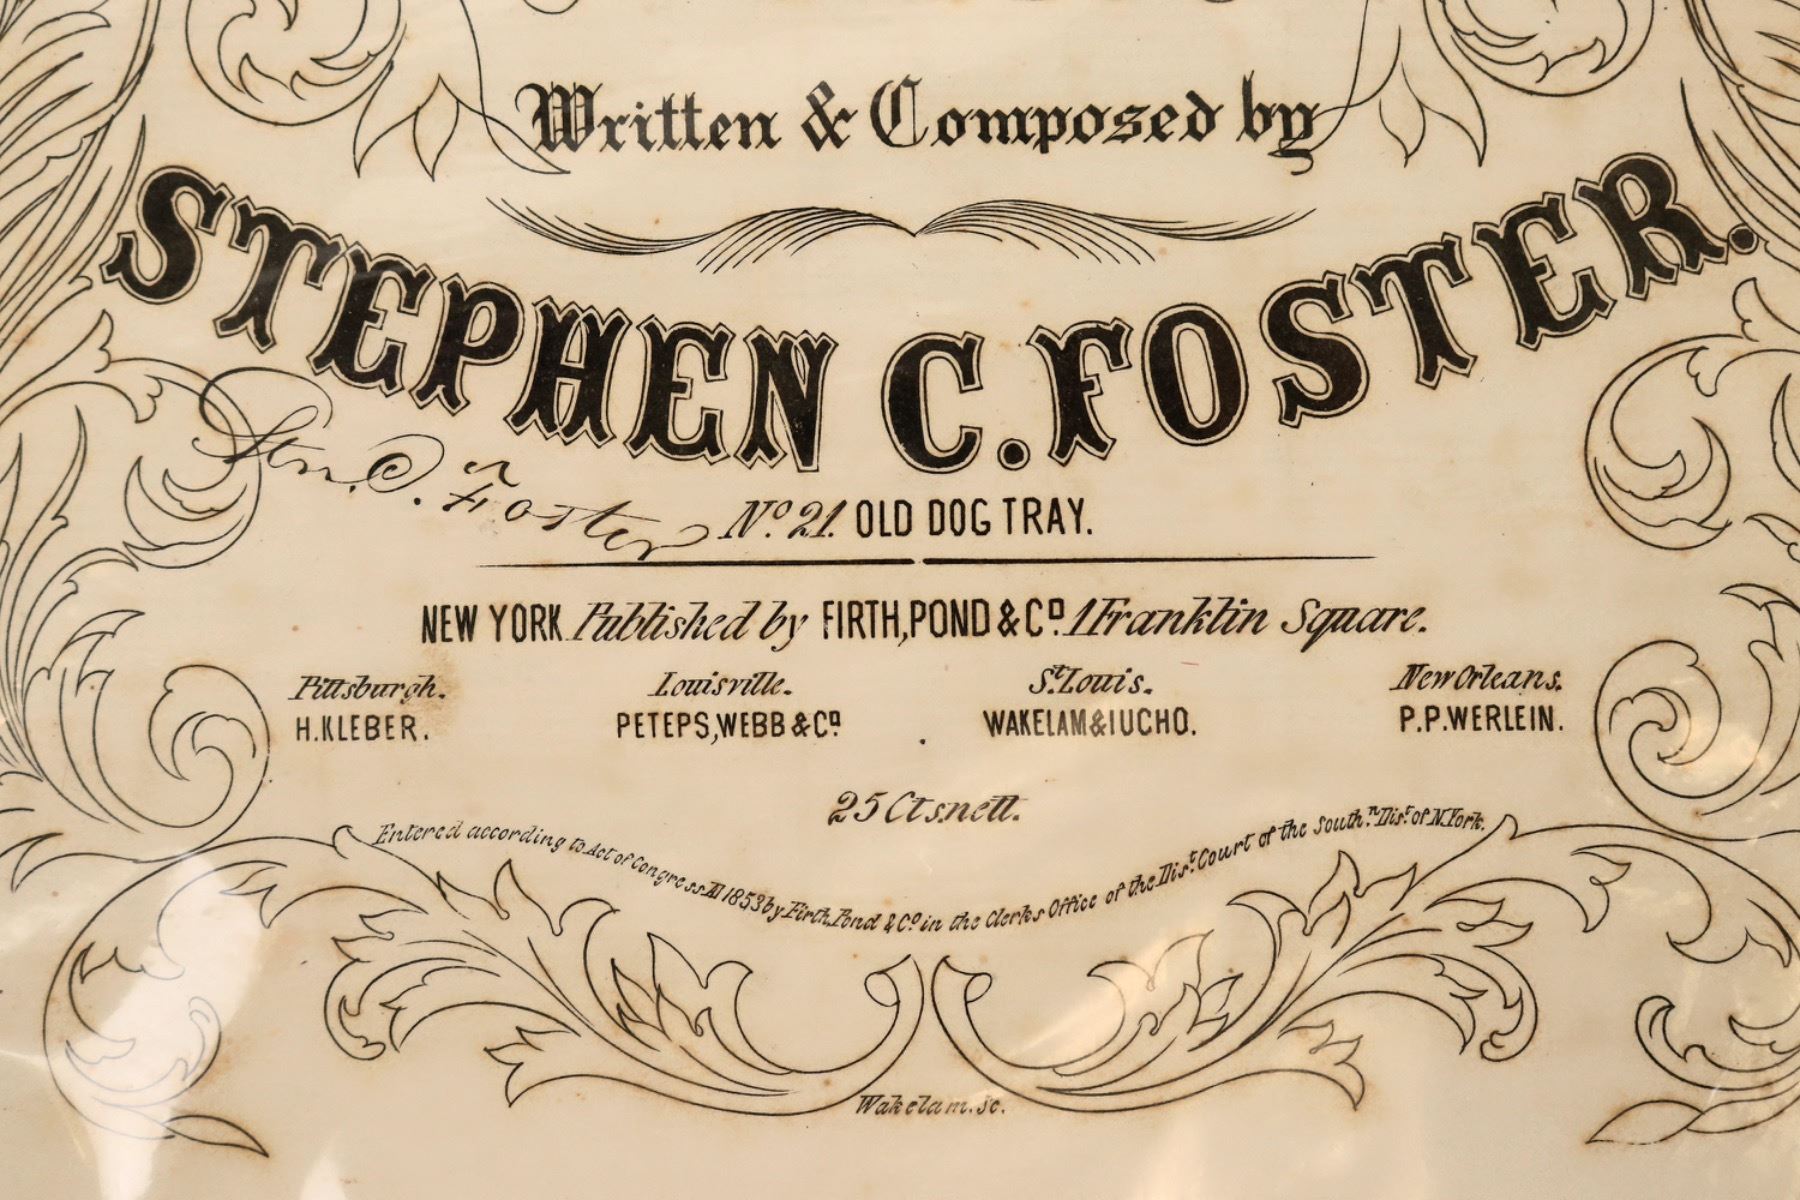 Written & Composed by
STEPHEN C. FOSTER.
Stn. C. Foster
No 21. OLD DOG TRAY.
NEW YORK Published by FIRTH, POND & Co. 1 Franklin Square.
Pittsburgh. Louisville. St Louis. New Orleans.
H. KLEBER. PETEPS, WEBB & Co. WAKELAM & IUCHO. P. P. WERLEIN.
25 Cts nett.
Entered according to Act of Congress AD 1853 by Firth, Pond & Co in the Clerks Office of the Dist. Court of the South.n Dist. of N. York.
Wakelam. Sc.